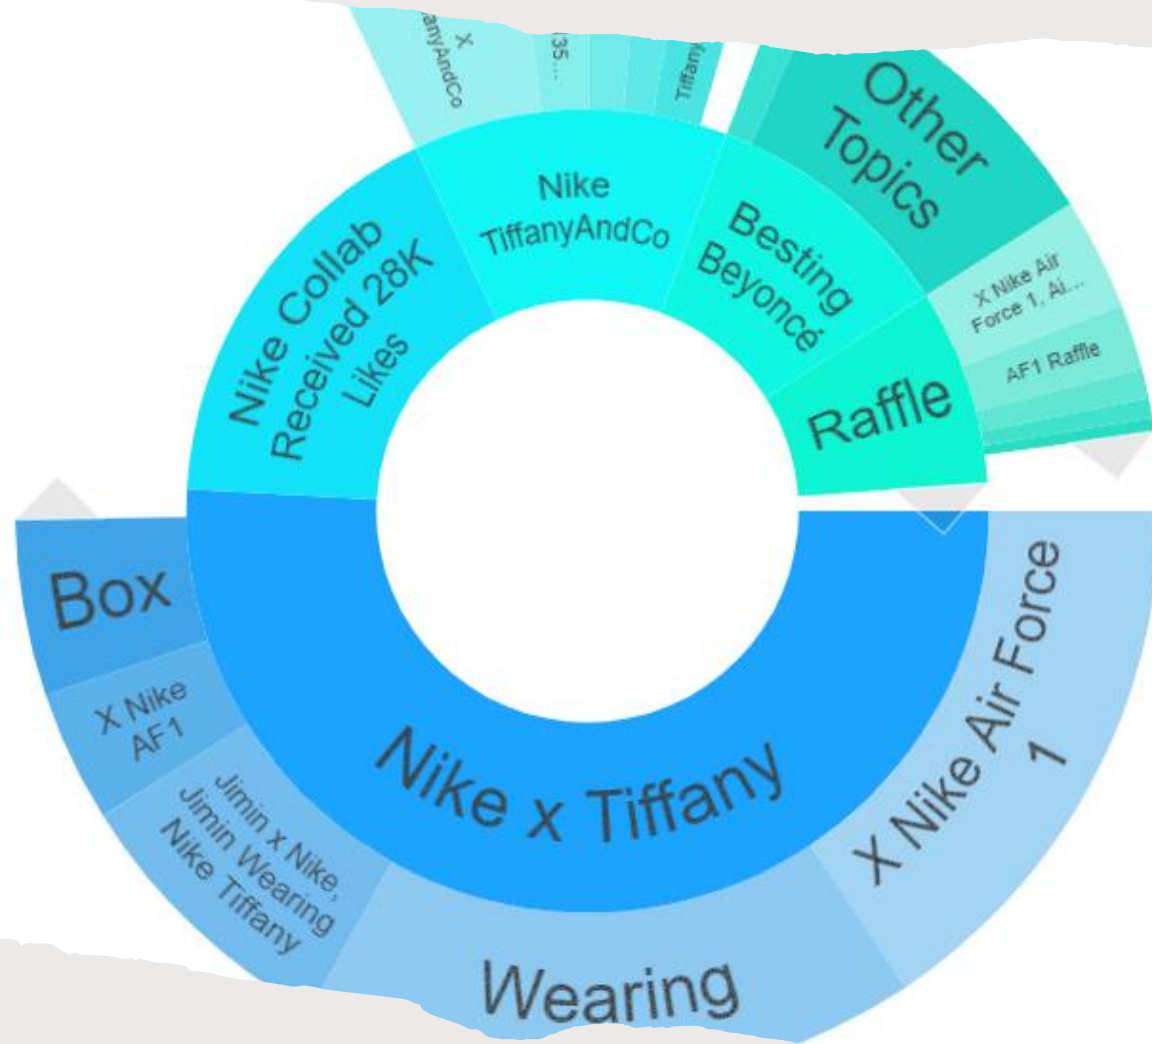 X
anyAndCo
35...
Tiffany
Other
Topics
Nike
TiffanyAndCo
Besting
Beyoncé
X Nike Air
Force 1, Ai...
AF1 Raffle
Raffle
Nike Collab
Received 28K
Likes
Box
X Nike
AF1
Jimin x Nike,
Jimin Wearing
Nike Tiffany
Nike x Tiffany
X Nike Air Force
1
Wearing